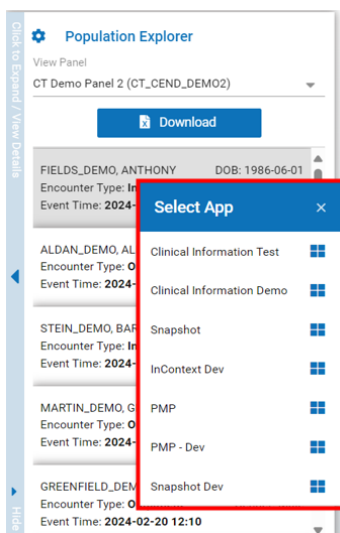 Click to Expand / View Details
Population Explorer
View Panel
CT Demo Panel 2 (CT_CEND_DEMO2)
Download
FIELDS_DEMO, ANTHONY DOB: 1986-06-01
Encounter Type: In
Event Time: 2024-
ALDAN_DEMO, AL
Encounter Type: O
Event Time: 2024-
STEIN_DEMO, BAR
Encounter Type: In
Event Time: 2024-
MARTIN_DEMO, G
Encounter Type: O
Event Time: 2024-
GREENFIELD_DEM
Encounter Type: O
Event Time: 2024-02-20 12:10
Select App ×
Clinical Information Test
Clinical Information Demo
Snapshot
InContext Dev
PMP
PMP - Dev
Snapshot Dev
Hide